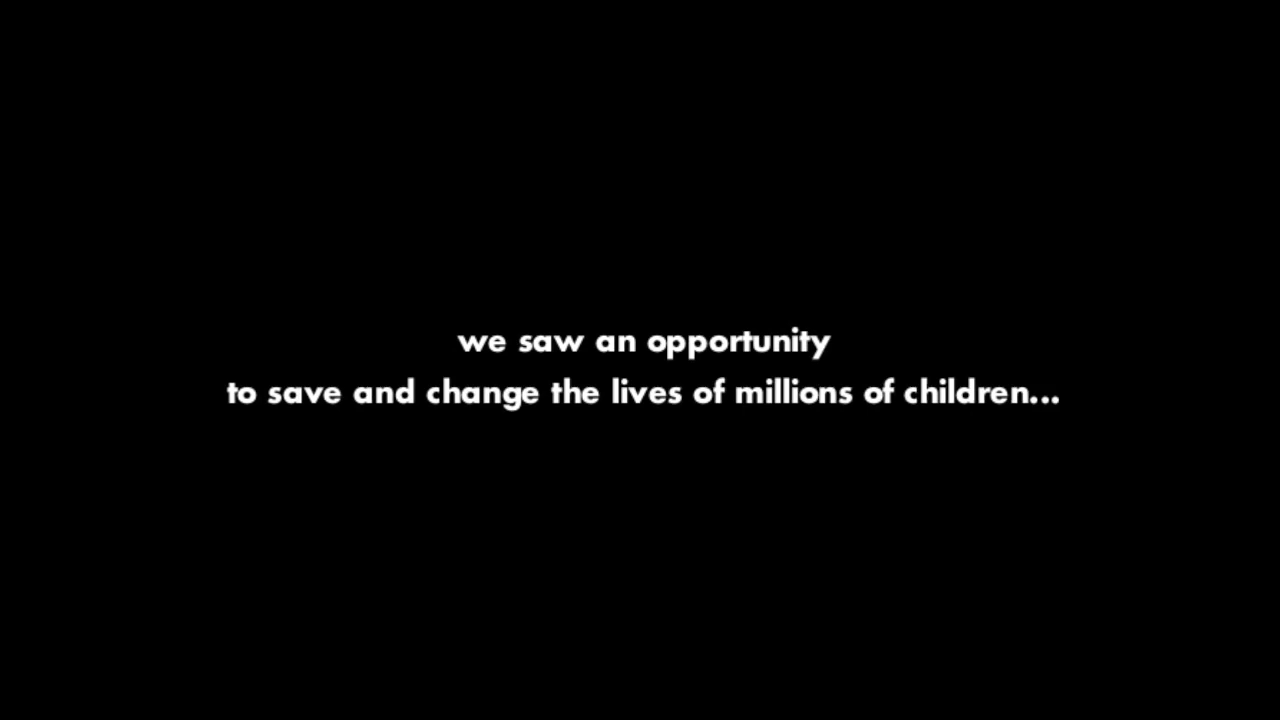 we saw an opportunity
to save and change the lives of millions of children...